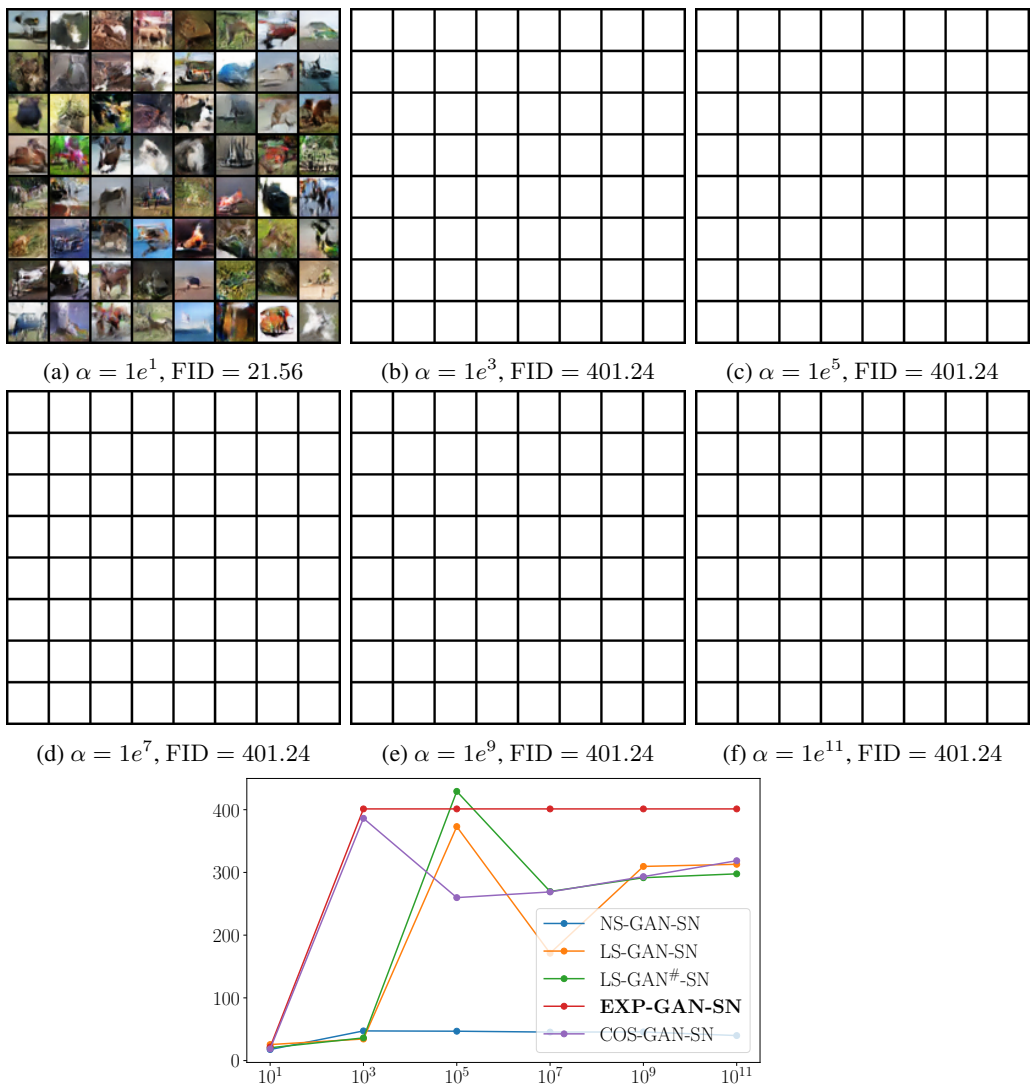 (a) α = 1e^1, FID = 21.56
(b) α = 1e^3, FID = 401.24
(c) α = 1e^5, FID = 401.24
(d) α = 1e^7, FID = 401.24
(e) α = 1e^9, FID = 401.24
(f) α = 1e^11, FID = 401.24
400
300
200
100
0
NS-GAN-SN
LS-GAN-SN
LS-GAN^#-SN
EXP-GAN-SN
COS-GAN-SN
10^1 10^3 10^5 10^7 10^9 10^11